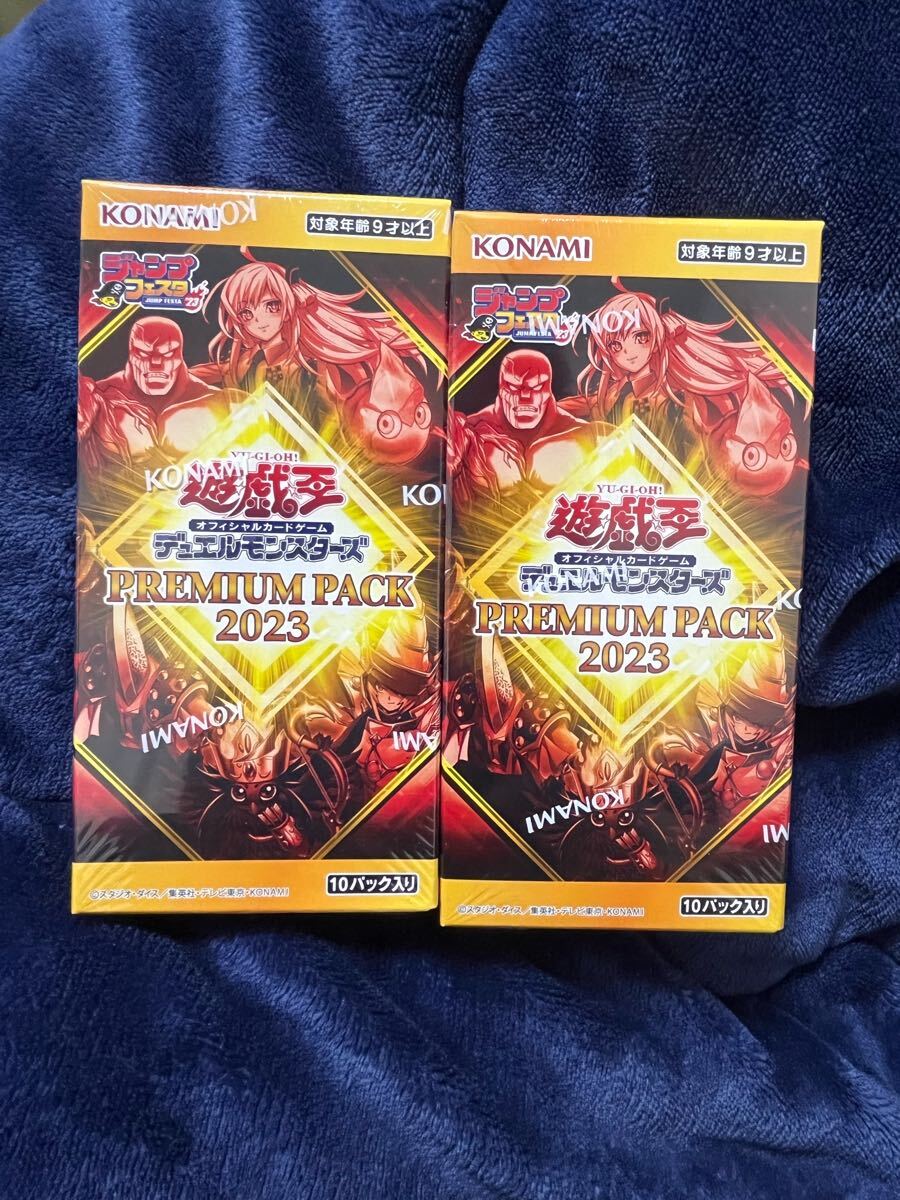 KONAMI
対象年齢9才以上
ジャンプ
フェスタ
JUMP FESTA '23
YU-GI-OH!
遊戯王
オフィシャルカードゲーム
デュエルモンスターズ
PREMIUM PACK
2023
KONAMI
KONAMI
KONAMI
©スタジオ・ダイス／集英社・テレビ東京・KONAMI
10パック入り
KONAMI
対象年齢9才以上
ジャンプ
YU-GI-OH!
遊戯王
オフィシャルカードゲーム
デュエルモンスターズ
PREMIUM PACK
2023
KONAMI
KONAMI
KONAMI
©スタジオ・ダイス／集英社・テレビ東京・KONAMI
10パック入り